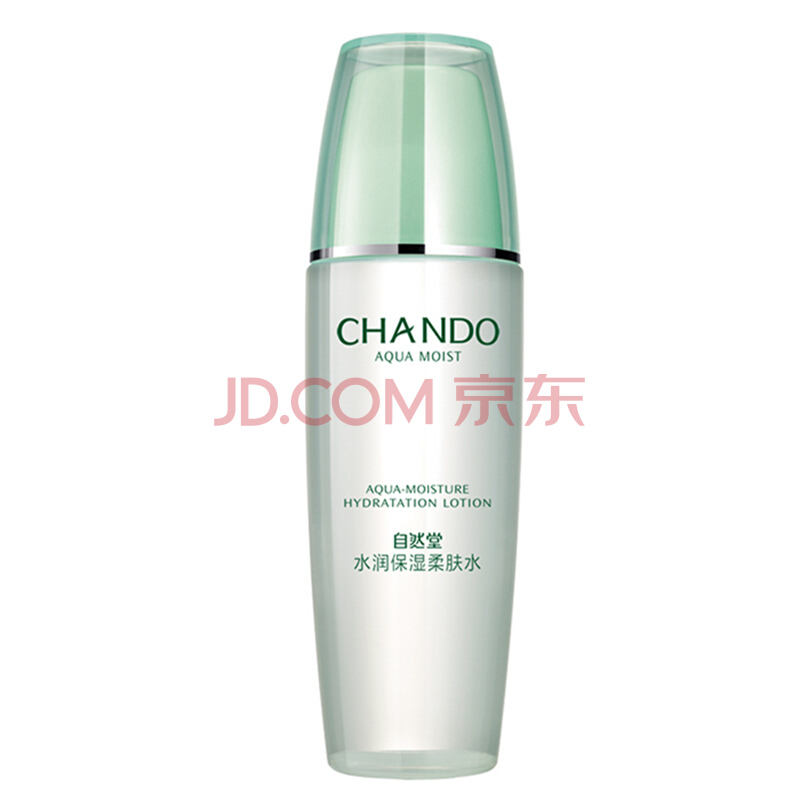 CHANDO
AQUA MOIST
JD.COM 京东
AQUA-MOISTURE
HYDRATATION LOTION
自然堂
水润保湿柔肤水